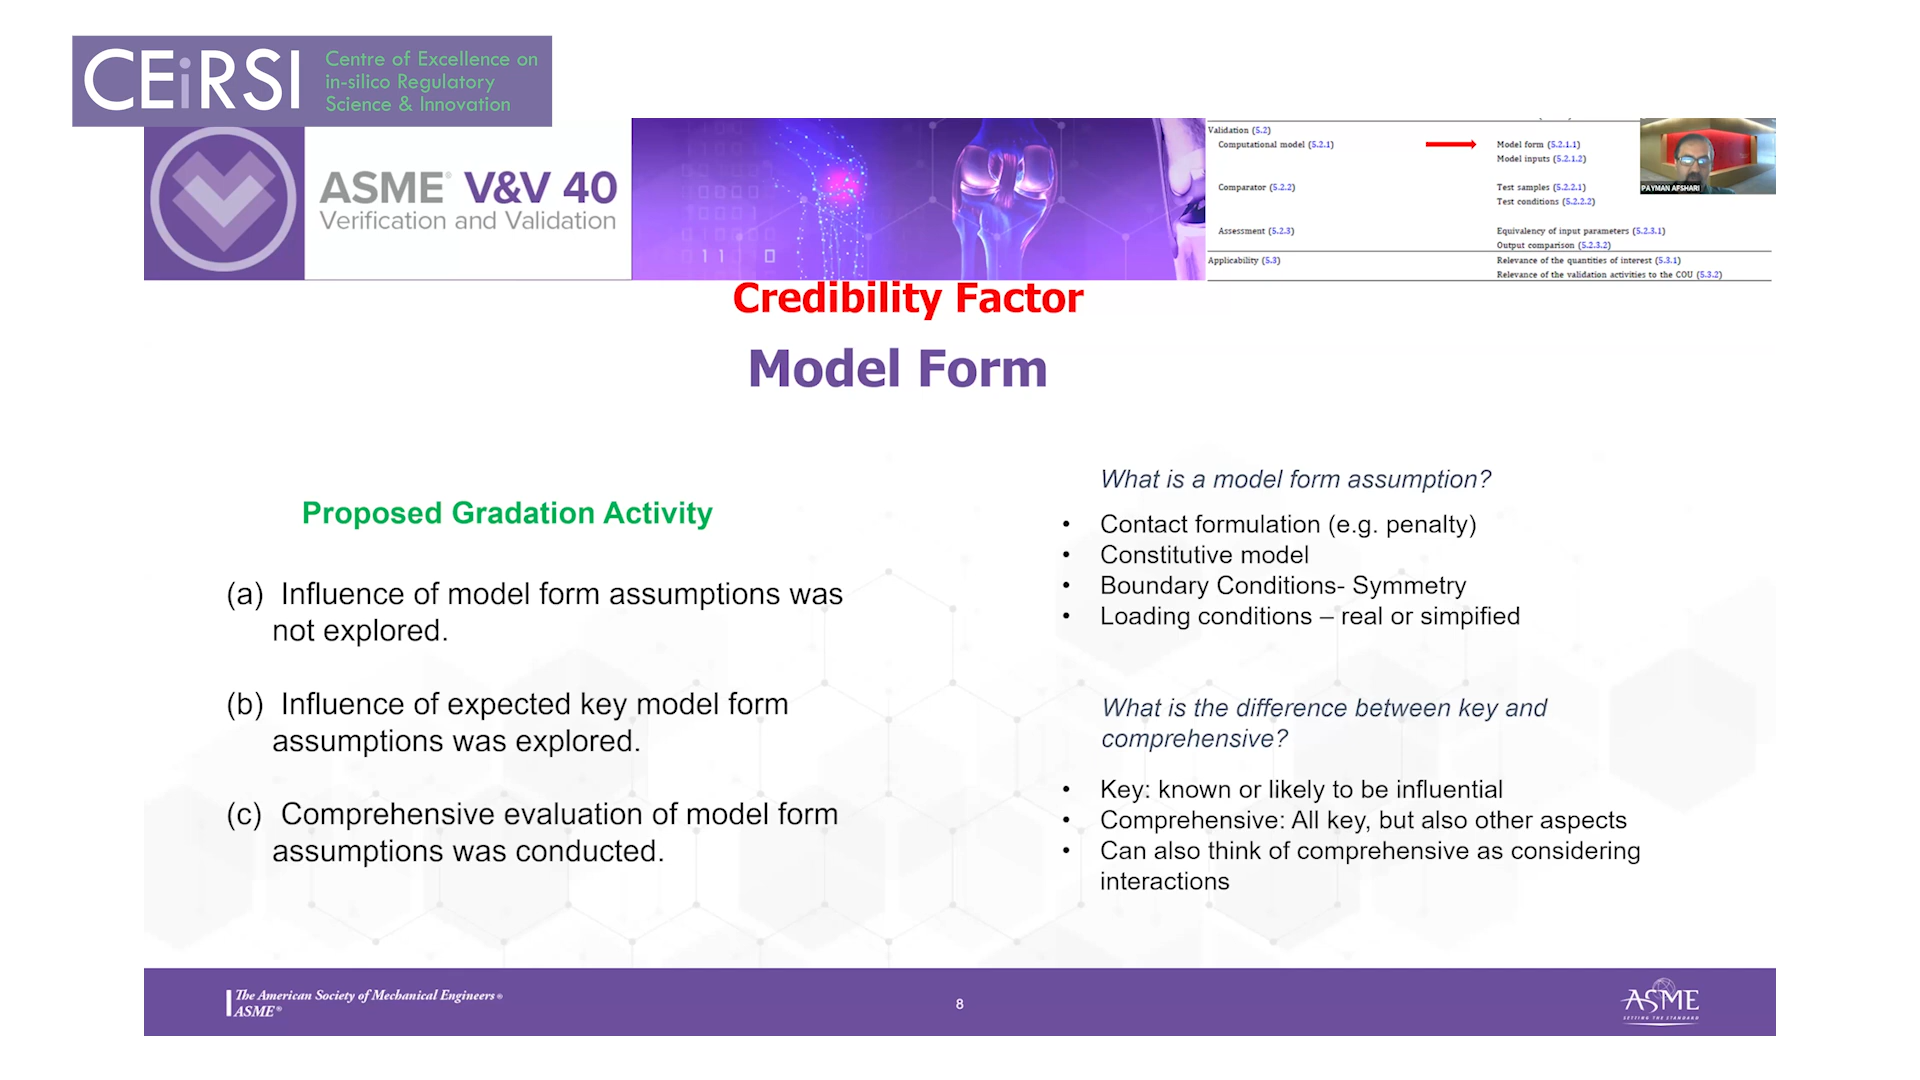 CEiRSI
Centre of Excellence on
in-silico Regulatory
Science & Innovation
ASME® V&V 40
Verification and Validation
Validation (5.2)
Computational model (5.2.1)
Model form (5.2.1.1)
Model inputs (5.2.1.2)
Comparator (5.2.2)
Test samples (5.2.2.1)
Test conditions (5.2.2.2)
Assessment (5.2.3)
Equivalency of input parameters (5.2.3.1)
Output comparison (5.2.3.2)
Applicability (5.3)
Relevance of the quantities of interest (5.3.1)
Relevance of the validation activities to the COU (5.3.2)
PAYMAN AFSHARI
Credibility Factor
Model Form
Proposed Gradation Activity
(a) Influence of model form assumptions was
not explored.
(b) Influence of expected key model form
assumptions was explored.
(c) Comprehensive evaluation of model form
assumptions was conducted.
What is a model form assumption?
• Contact formulation (e.g. penalty)
• Constitutive model
• Boundary Conditions- Symmetry
• Loading conditions – real or simpified
What is the difference between key and
comprehensive?
• Key: known or likely to be influential
• Comprehensive: All key, but also other aspects
• Can also think of comprehensive as considering
interactions
The American Society of Mechanical Engineers®
ASME®
8
ASME
SETTING THE STANDARD